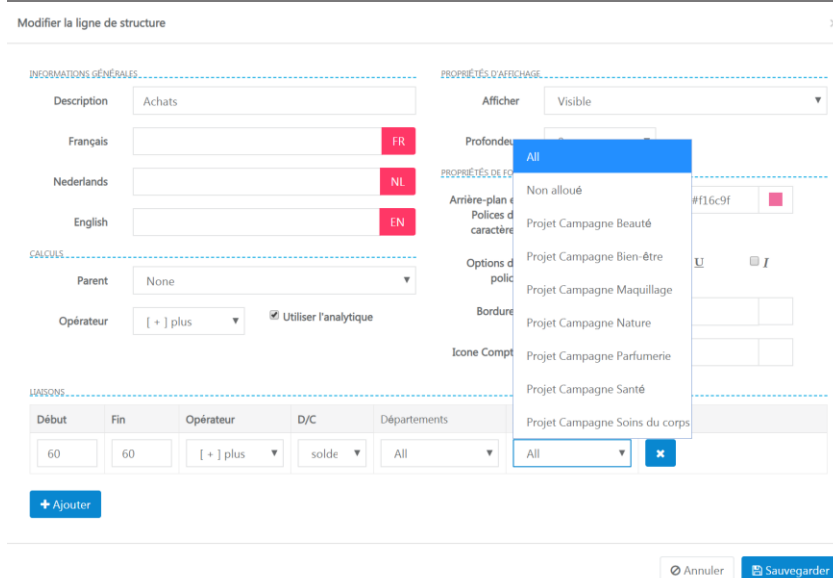 Modifier la ligne de structure
INFORMATIONS GÉNÉRALES
Description Achats
Français FR
Nederlands NL
English EN
CALCULS
Parent None
Opérateur [ + ] plus Utiliser l'analytique
PROPRIÉTÉS D'AFFICHAGE
Afficher Visible
Profondeu
PROPRIÉTÉS DE FO
Arrière-plan e
Polices d
caractère
#f16c9f
Options d
polic
U I
Bordure
Icone Compt
All
Non alloué
Projet Campagne Beauté
Projet Campagne Bien-être
Projet Campagne Maquillage
Projet Campagne Nature
Projet Campagne Parfumerie
Projet Campagne Santé
Projet Campagne Soins du corps
LIAISONS
Début Fin Opérateur D/C Départements
60 60 [ + ] plus solde All All
+ Ajouter
Annuler Sauvegarder